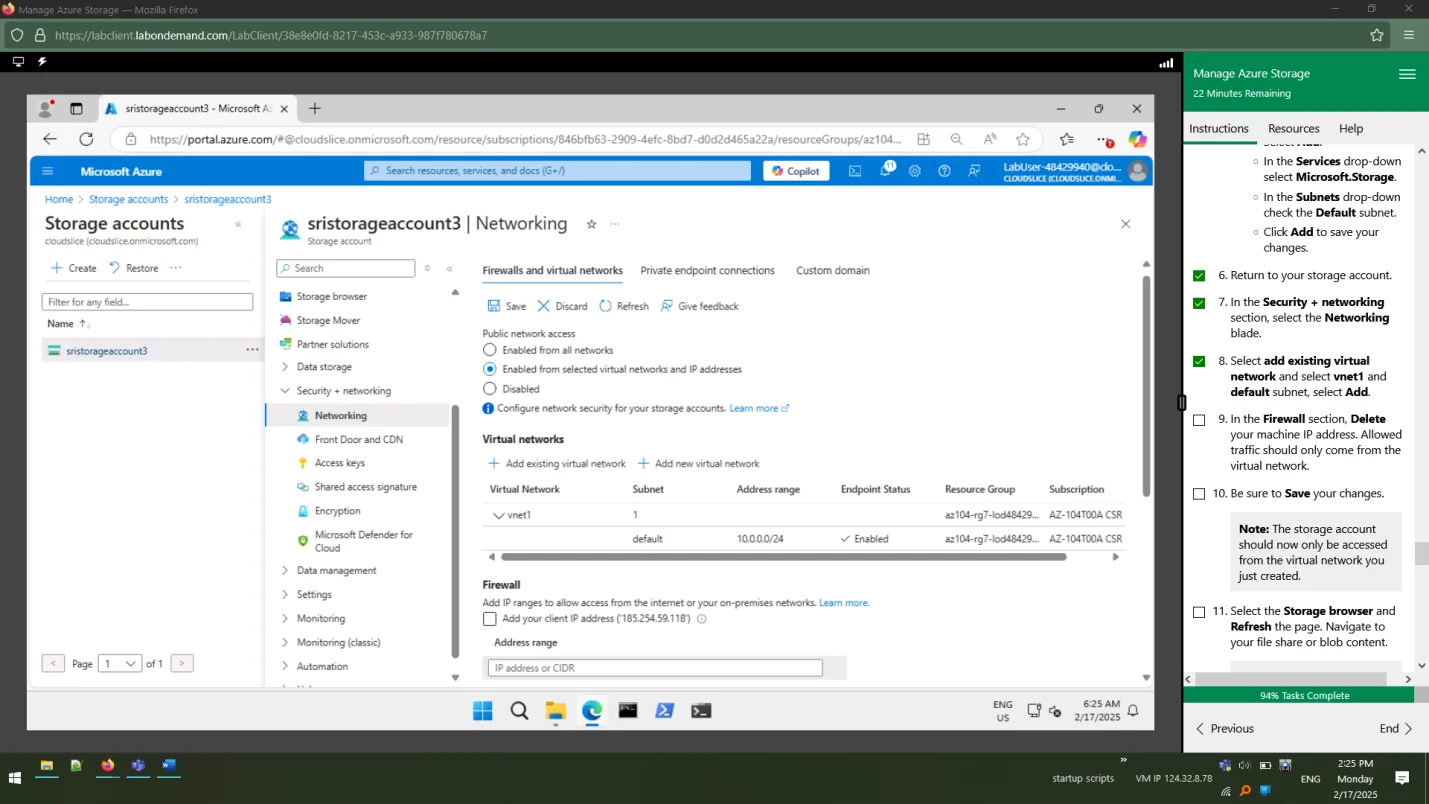 Manage Azure Storage — Mozilla Firefox
https://labclient.labondemand.com/LabClient/38e8e0fd-8217-453c-a933-987f780678a7
sristorageaccount3 - Microsoft Az
https://portal.azure.com/#@cloudslice.onmicrosoft.com/resource/subscriptions/846bfb63-2909-4efc-8bd7-d0d2d465a22a/resourceGroups/az104...
Microsoft Azure
Search resources, services, and docs (G+/)
Copilot
11
LabUser-48429940@clo...
CLOUDSLICE (CLOUDSLICE.ONMI...
Home > Storage accounts > sristorageaccount3
Storage accounts
cloudslice (cloudslice.onmicrosoft.com)
Create
Restore
Filter for any field...
Name
sristorageaccount3
Page 1 of 1
sristorageaccount3 | Networking
Storage account
Search
Storage browser
Storage Mover
Partner solutions
Data storage
Security + networking
Networking
Front Door and CDN
Access keys
Shared access signature
Encryption
Microsoft Defender for
Cloud
Data management
Settings
Monitoring
Monitoring (classic)
Automation
Firewalls and virtual networks
Private endpoint connections
Custom domain
Save
Discard
Refresh
Give feedback
Public network access
Enabled from all networks
Enabled from selected virtual networks and IP addresses
Disabled
Configure network security for your storage accounts. Learn more
Virtual networks
Add existing virtual network
Add new virtual network
Virtual Network Subnet Address range Endpoint Status Resource Group Subscription
vnet1 1 az104-rg7-lod48429... AZ-104T00A CSR
default 10.0.0.0/24 Enabled az104-rg7-lod48429... AZ-104T00A CSR
Firewall
Add IP ranges to allow access from the internet or your on-premises networks. Learn more.
Add your client IP address ('185.254.59.118')
Address range
IP address or CIDR
ENG
US
6:25 AM
2/17/2025
Manage Azure Storage
22 Minutes Remaining
Instructions
Resources
Help
Select Add.
In the Services drop-down
select Microsoft.Storage.
In the Subnets drop-down
check the Default subnet.
Click Add to save your
changes.
6. Return to your storage account.
7. In the Security + networking
section, select the Networking
blade.
8. Select add existing virtual
network and select vnet1 and
default subnet, select Add.
9. In the Firewall section, Delete
your machine IP address. Allowed
traffic should only come from the
virtual network.
10. Be sure to Save your changes.
Note: The storage account
should now only be accessed
from the virtual network you
just created.
11. Select the Storage browser and
Refresh the page. Navigate to
your file share or blob content.
94% Tasks Complete
Previous
End
startup scripts
VM IP 124.32.8.78
ENG
2:25 PM
Monday
2/17/2025